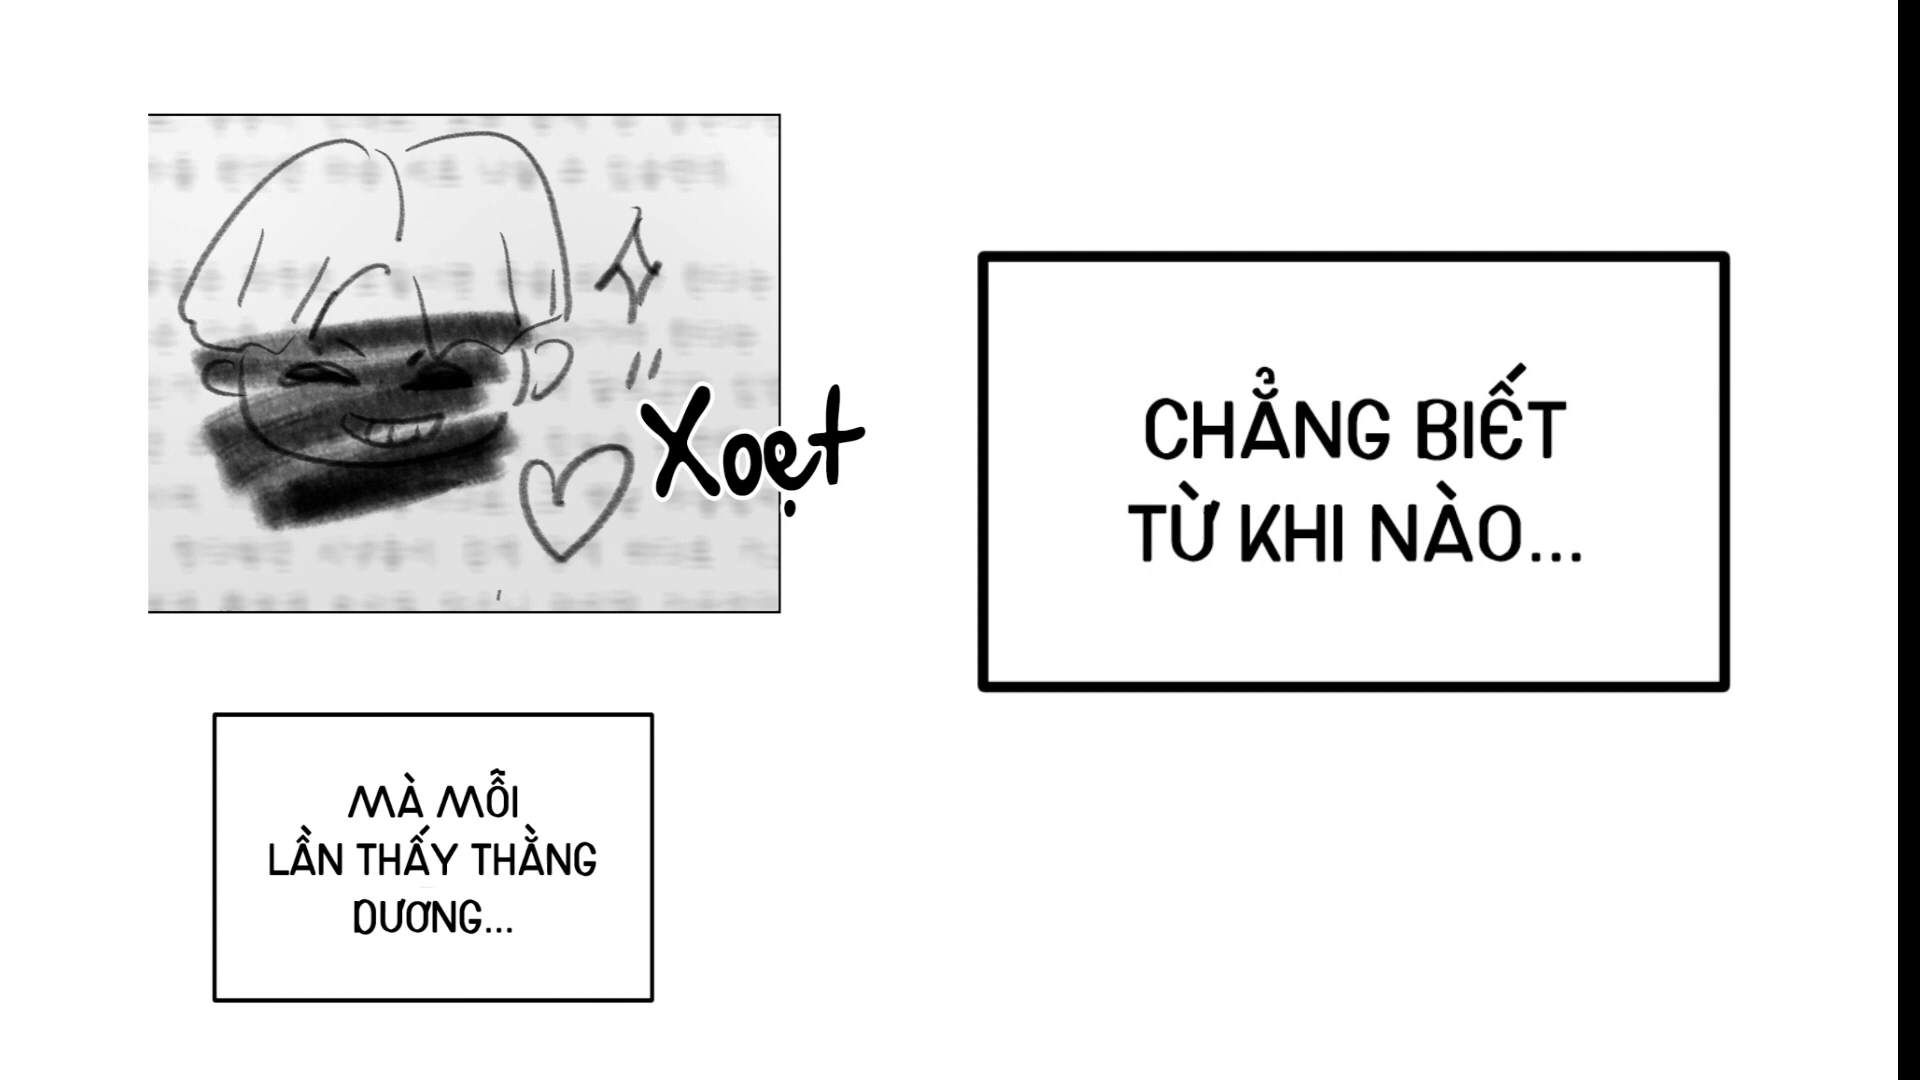 Xoẹt
CHẲNG BIẾT
TỪ KHI NÀO...
MÀ MỖI
LẦN THẤY THẰNG
DƯƠNG...